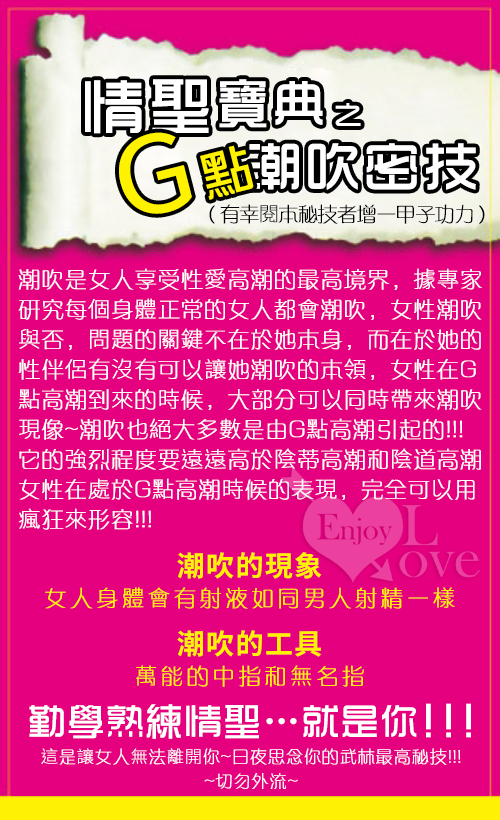 情聖寶典之
G點潮吹密技
（有幸閱本秘技者增一甲子功力）
潮吹是女人享受性愛高潮的最高境界，據專家
研究每個身體正常的女人都會潮吹，女性潮吹
與否，問題的關鍵不在於她本身，而在於她的
性伴侶有沒有可以讓她潮吹的本領，女性在G
點高潮到來的時候，大部分可以同時帶來潮吹
現像~潮吹也絕大多數是由G點高潮引起的!!!
它的強烈程度要遠遠高於陰蒂高潮和陰道高潮
女性在處於G點高潮時候的表現，完全可以用
瘋狂來形容!!!
Enjoy Love
潮吹的現象
女人身體會有射液如同男人射精一樣
潮吹的工具
萬能的中指和無名指
勤學熟練情聖…就是你!!!
這是讓女人無法離開你~日夜思念你的武林最高秘技!!!
~切勿外流~